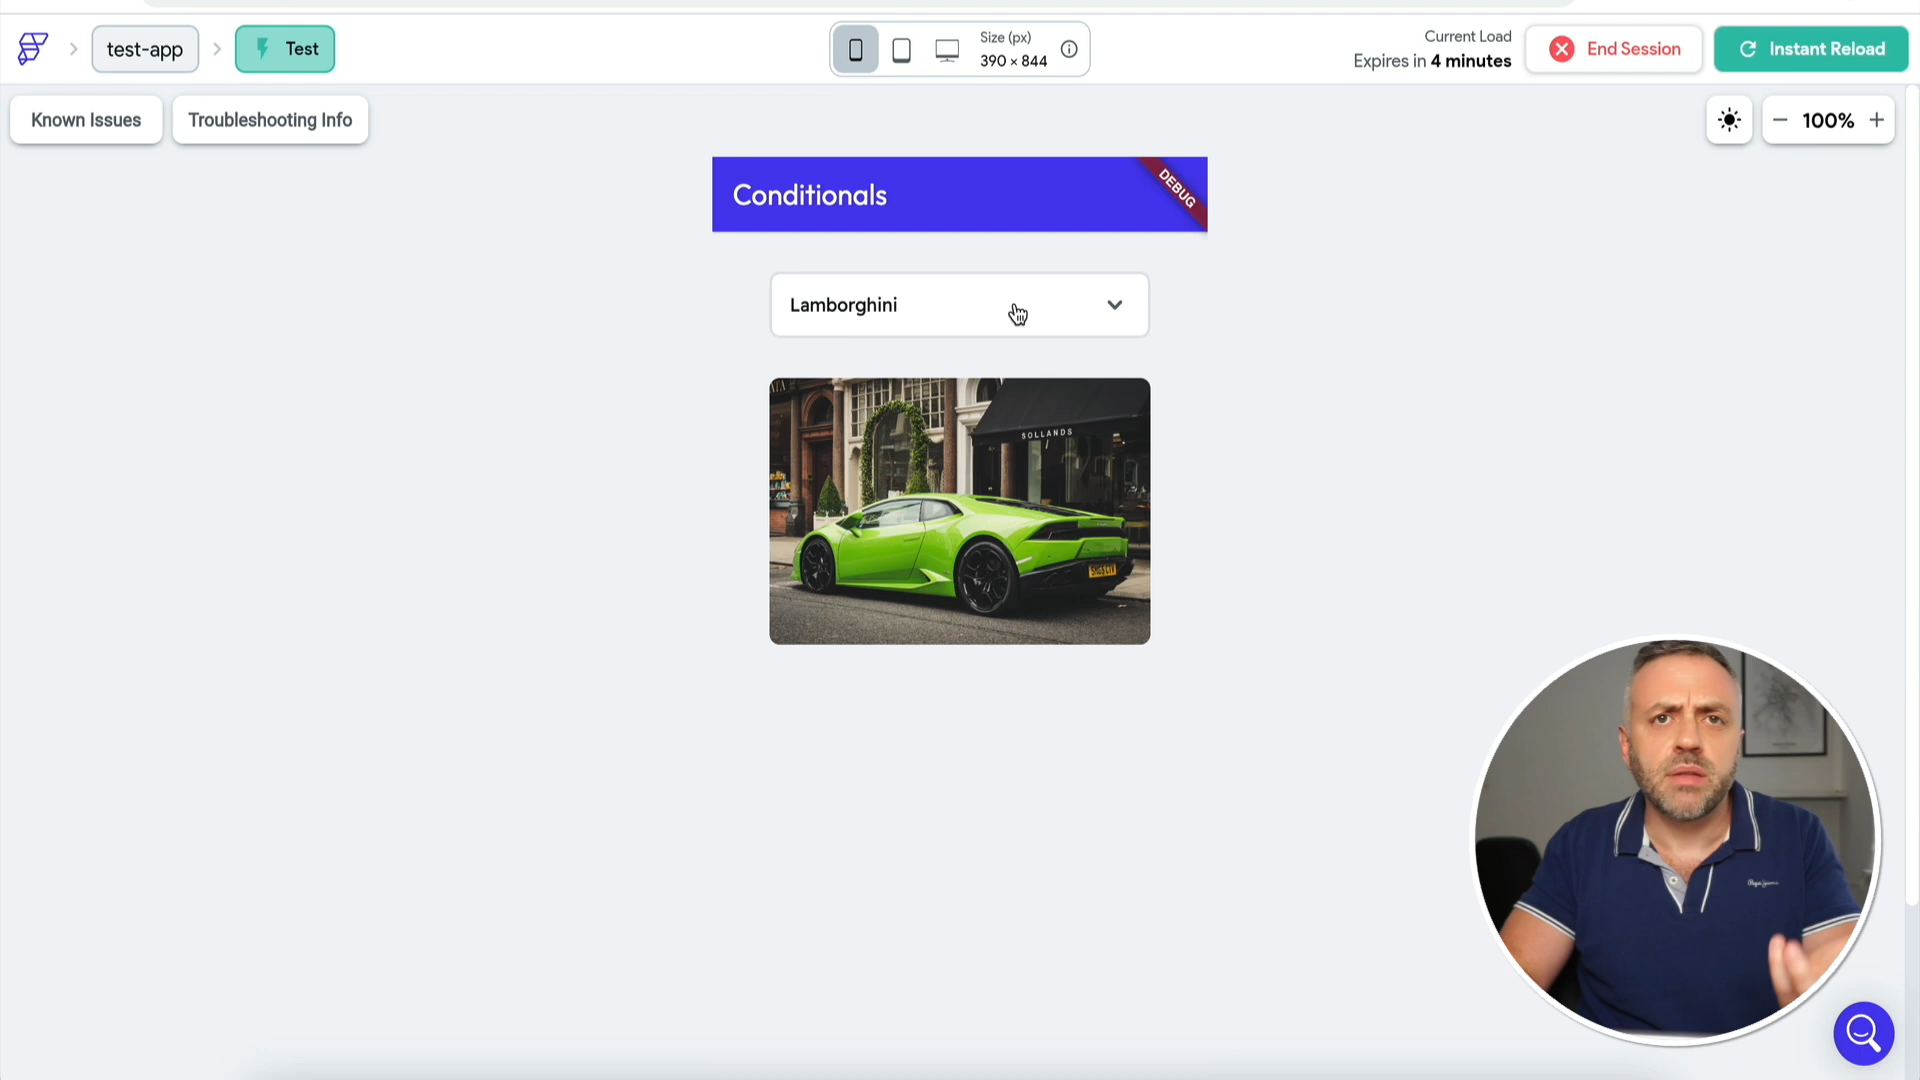 test-app
Test
Size (px)
390 × 844
Current Load
Expires in 4 minutes
End Session
Instant Reload
Known Issues
Troubleshooting Info
100%
Conditionals
DEBUG
Lamborghini
SOLLANDS